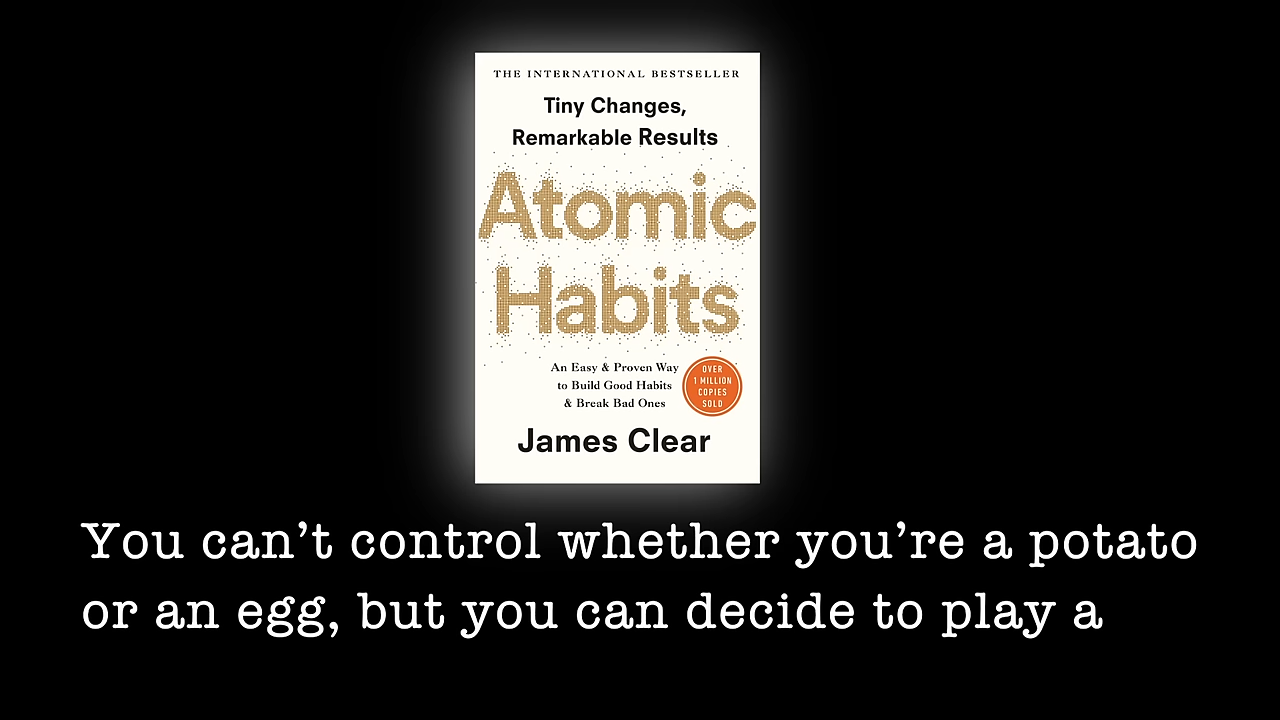 THE INTERNATIONAL BESTSELLER
Tiny Changes,
Remarkable Results
Atomic
Habits
An Easy & Proven Way
to Build Good Habits
& Break Bad Ones
OVER
1 MILLION
COPIES
SOLD
James Clear
You can’t control whether you’re a potato
or an egg, but you can decide to play a